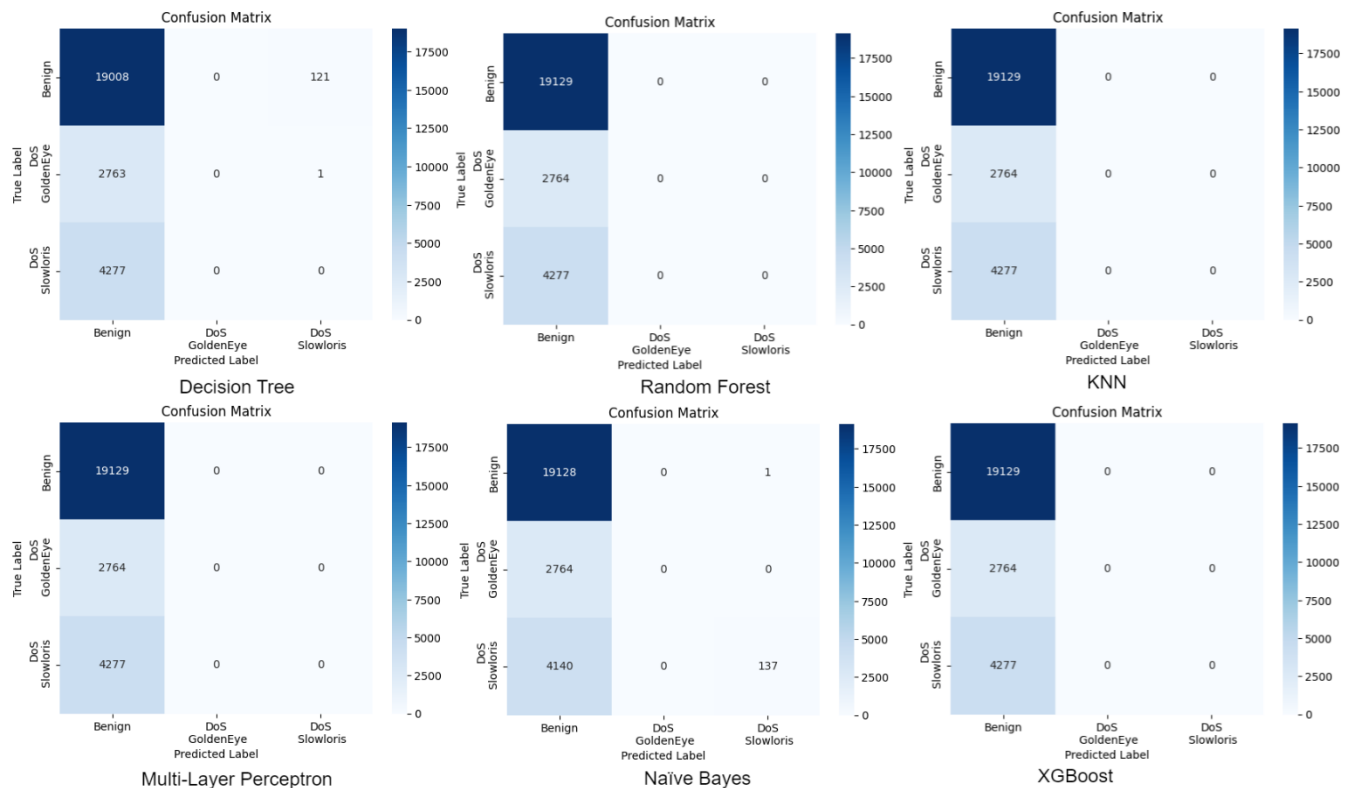 Confusion Matrix
17500
15000
12500
10000
7500
5000
2500
0
True Label
Benign
DoS
GoldenEye
DoS
Slowloris
19008 0 121
2763 0 1
4277 0 0
Benign
DoS
GoldenEye
DoS
Slowloris
Predicted Label
Decision Tree
Confusion Matrix
17500
15000
12500
10000
7500
5000
2500
0
True Label
Benign
DoS
GoldenEye
DoS
Slowloris
19129 0 0
2764 0 0
4277 0 0
Benign
DoS
GoldenEye
DoS
Slowloris
Predicted Label
Random Forest
Confusion Matrix
17500
15000
12500
10000
7500
5000
2500
0
True Label
Benign
DoS
GoldenEye
DoS
Slowloris
19129 0 0
2764 0 0
4277 0 0
Benign
DoS
GoldenEye
DoS
Slowloris
Predicted Label
KNN
Confusion Matrix
17500
15000
12500
10000
7500
5000
2500
0
True Label
Benign
DoS
GoldenEye
DoS
Slowloris
19129 0 0
2764 0 0
4277 0 0
Benign
DoS
GoldenEye
DoS
Slowloris
Predicted Label
Multi-Layer Perceptron
Confusion Matrix
17500
15000
12500
10000
7500
5000
2500
0
True Label
Benign
DoS
GoldenEye
DoS
Slowloris
19128 0 1
2764 0 0
4140 0 137
Benign
DoS
GoldenEye
DoS
Slowloris
Predicted Label
Naïve Bayes
Confusion Matrix
17500
15000
12500
10000
7500
5000
2500
0
True Label
Benign
DoS
GoldenEye
DoS
Slowloris
19129 0 0
2764 0 0
4277 0 0
Benign
DoS
GoldenEye
DoS
Slowloris
Predicted Label
XGBoost